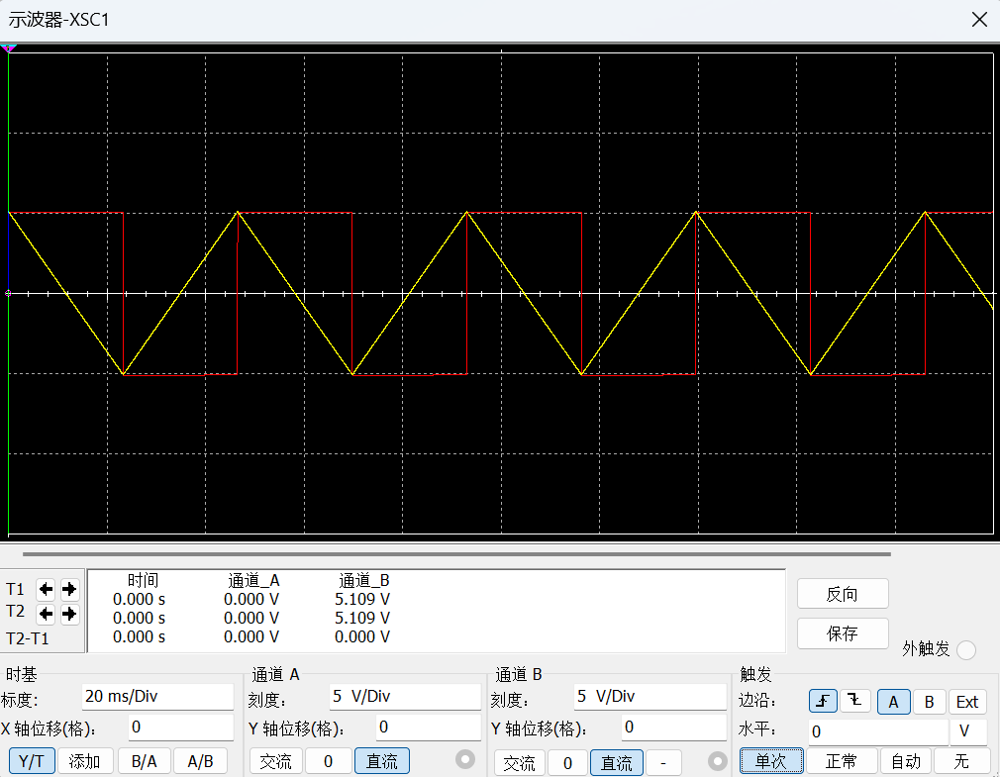 示波器-XSC1
时间 通道_A 通道_B
T1 0.000 s 0.000 V 5.109 V
T2 0.000 s 0.000 V 5.109 V
T2-T1 0.000 s 0.000 V 0.000 V
反向
保存
外触发
时基
标度: 20 ms/Div
X 轴位移(格): 0
Y/T 添加 B/A A/B
通道 A
刻度: 5 V/Div
Y 轴位移(格): 0
交流 0 直流
通道 B
刻度: 5 V/Div
Y 轴位移(格): 0
交流 0 直流 -
触发
边沿: A B Ext
水平: 0 V
单次 正常 自动 无